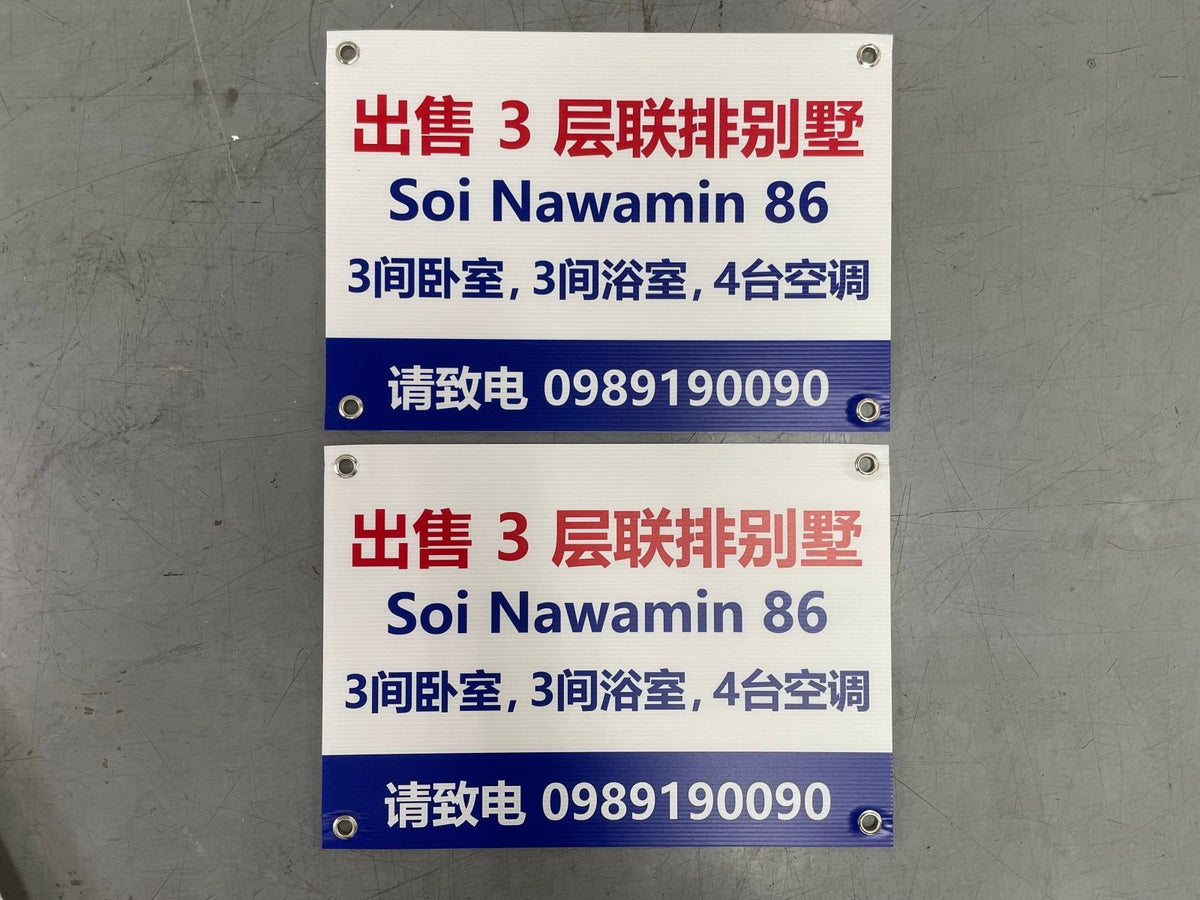 出售 3 层联排别墅
Soi Nawamin 86
3间卧室, 3间浴室, 4台空调
请致电 0989190090
出售 3 层联排别墅
Soi Nawamin 86
3间卧室, 3间浴室, 4台空调
请致电 0989190090